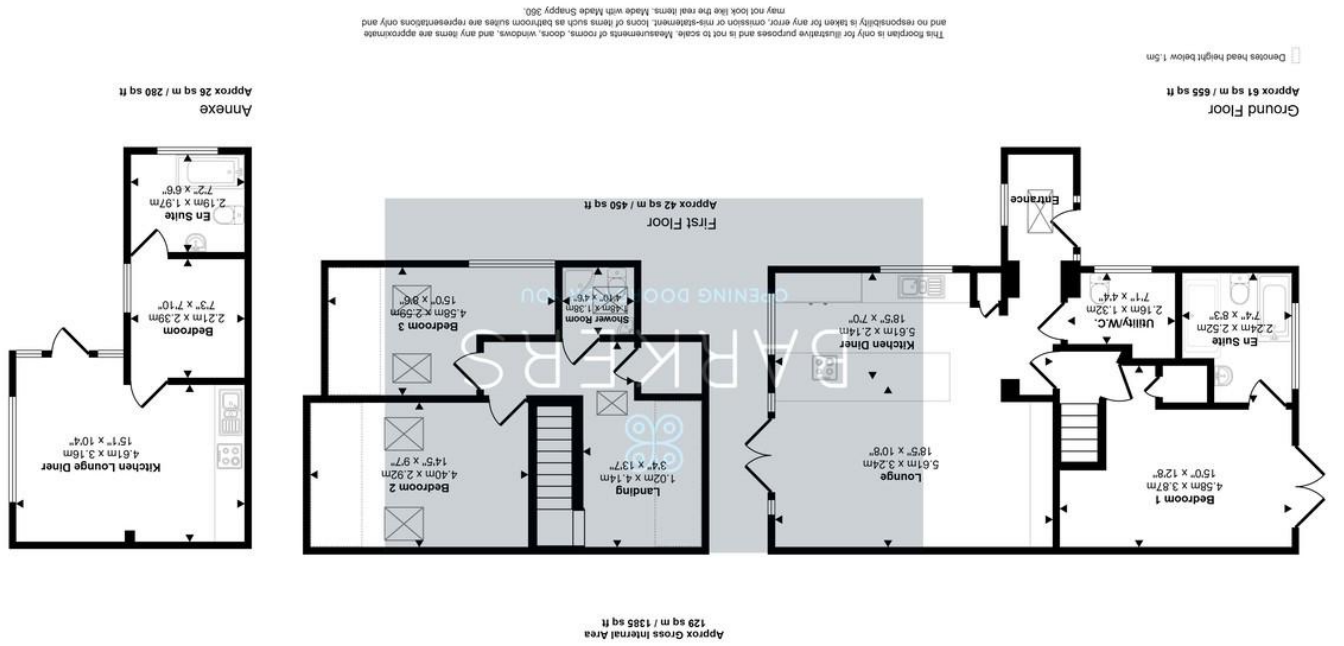 Approx Gross Internal Area
129 sq m / 1385 sq ft
Bedroom 1
4.58m x 3.87m
15'0" x 12'8"
Lounge
5.61m x 3.24m
18'5" x 10'8"
En Suite
2.24m x 2.52m
7'4" x 8'3"
Utility/W.C.
2.16m x 1.32m
7'1" x 4'4"
Kitchen Diner
5.61m x 2.14m
18'5" x 7'0"
Entrance
Ground Floor
Approx 61 sq m / 655 sq ft
Landing
1.02m x 4.14m
3'4" x 13'7"
Bedroom 2
4.40m x 2.92m
14'5" x 9'7"
Shower Room
1.48m x 1.38m
4'10" x 4'6"
Bedroom 3
4.58m x 2.59m
15'0" x 8'6"
First Floor
Approx 42 sq m / 450 sq ft
BARKERS
OPENING DOORS FOR YOU
Kitchen Lounge Diner
4.61m x 3.16m
15'1" x 10'4"
Bedroom
2.21m x 2.39m
7'3" x 7'10"
En Suite
2.19m x 1.97m
7'2" x 6'6"
Annexe
Approx 26 sq m / 280 sq ft
Denotes head height below 1.5m
This floorplan is only for illustrative purposes and is not to scale. Measurements of rooms, doors, windows, and any items are approximate
and no responsibility is taken for any error, omission or mis-statement. Icons of items such as bathroom suites are representations only and
may not look like the real items. Made with Made Snappy 360.